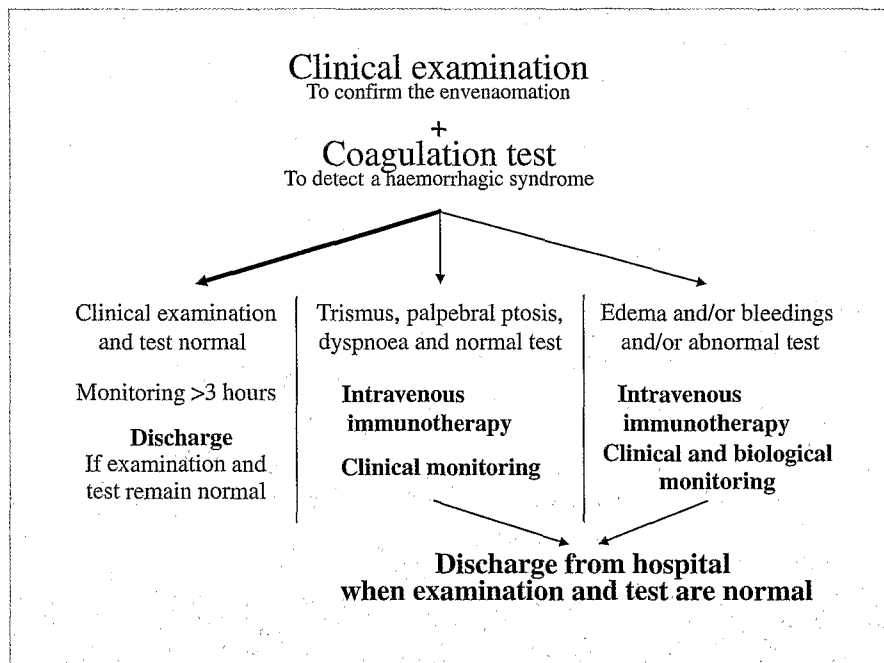 Clinical examination
To confirm the envenaomation
+
Coagulation test
To detect a haemorrhagic syndrome
Clinical examination
and test normal
Monitoring >3 hours
Discharge
If examination and
test remain normal
Trismus, palpebral ptosis,
dyspnoea and normal test
Intravenous
immunotherapy
Clinical monitoring
Edema and/or bleedings
and/or abnormal test
Intravenous
immunotherapy
Clinical and biological
monitoring
Discharge from hospital
when examination and test are normal